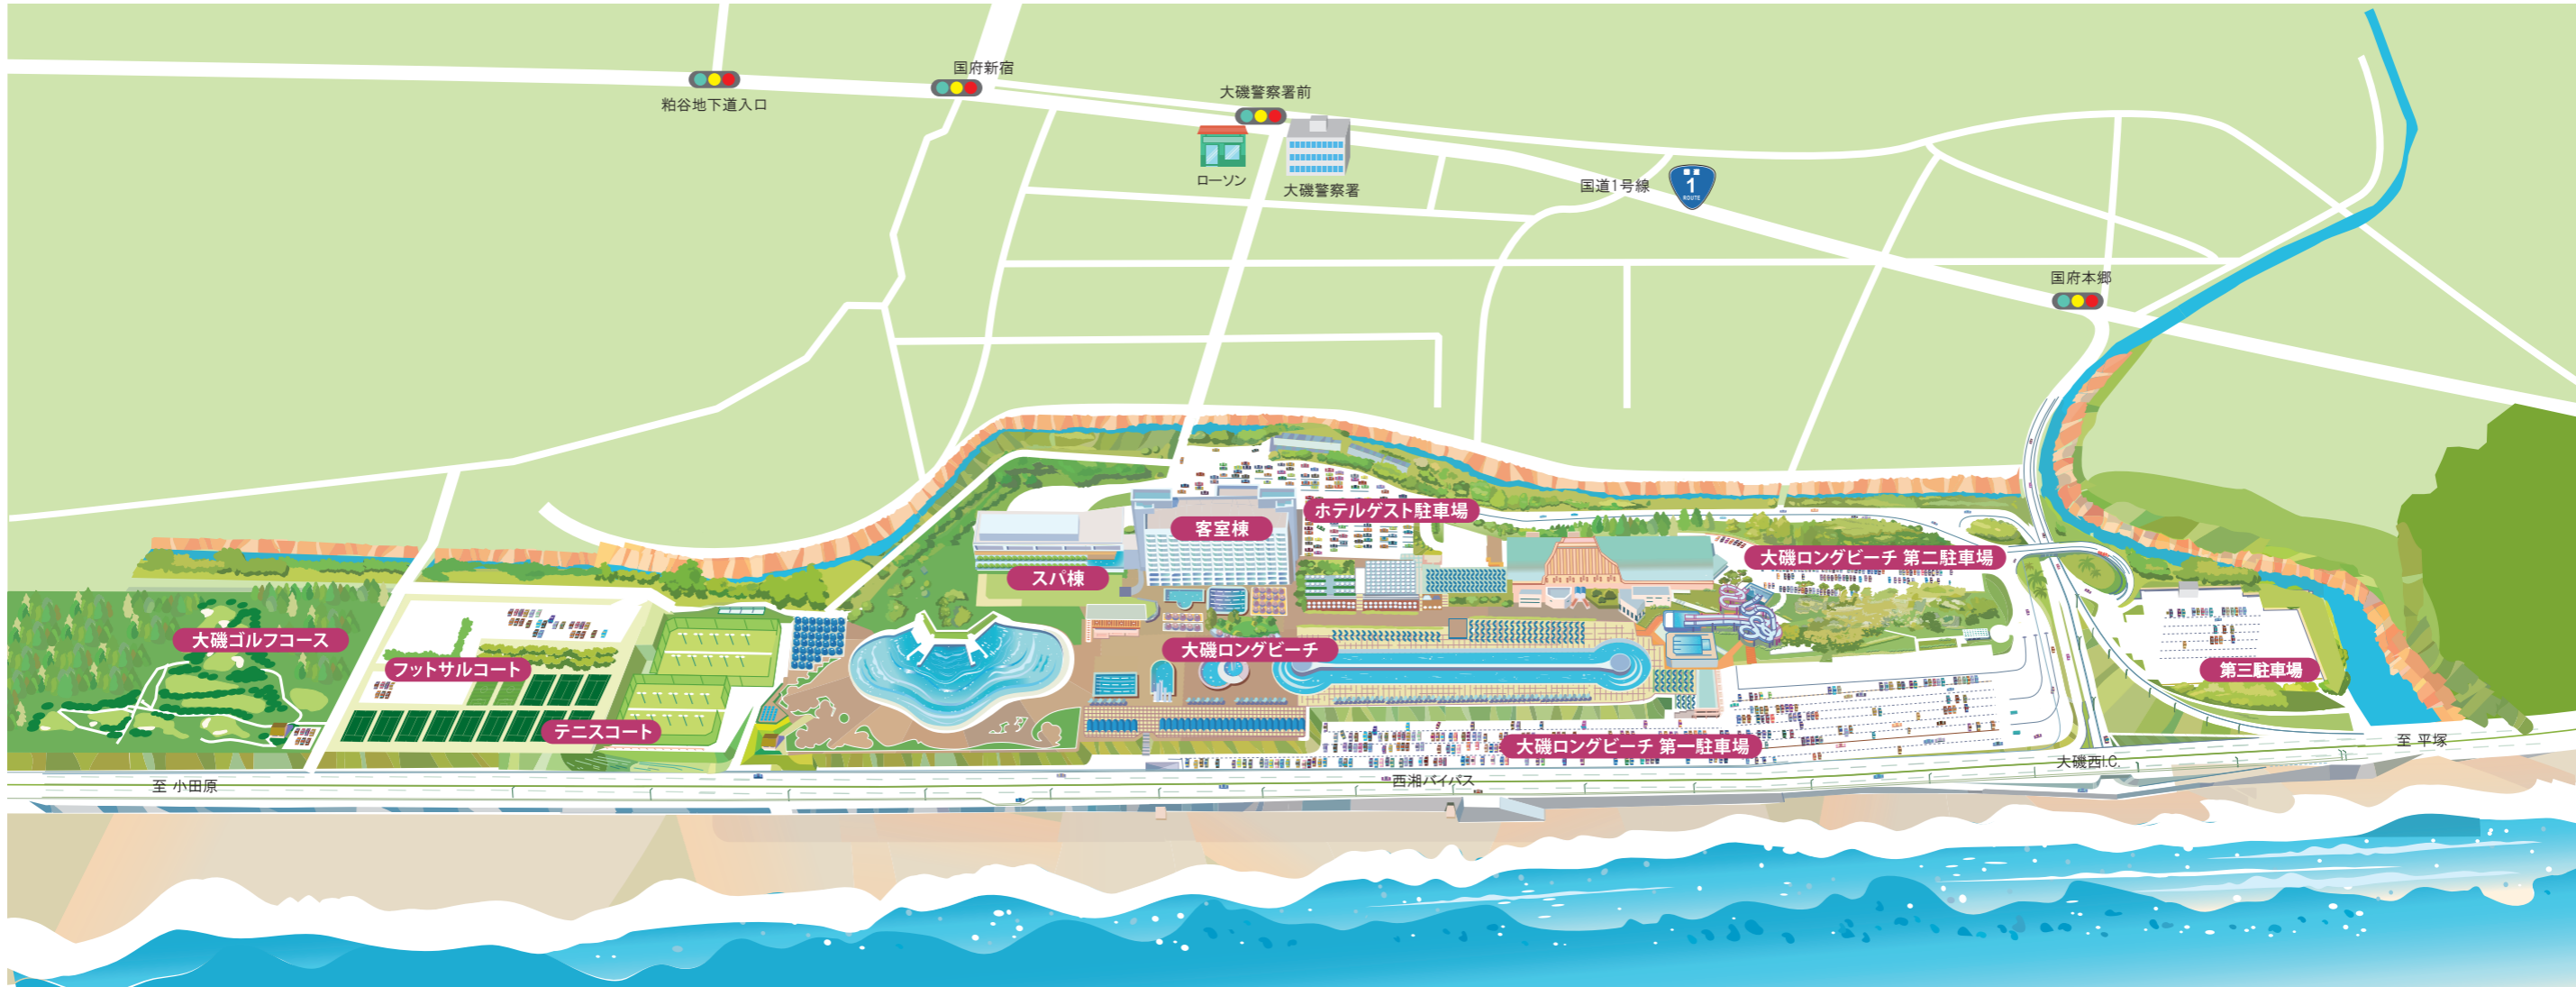 国府新宿
粕谷地下道入口
大磯警察署前
ローソン
大磯警察署
国道1号線
1
ROUTE
国府本郷
客室棟
ホテルゲスト駐車場
スパ棟
大磯ロングビーチ 第二駐車場
大磯ゴルフコース
フットサルコート
大磯ロングビーチ
第三駐車場
テニスコート
大磯ロングビーチ 第一駐車場
至 平塚
大磯西I.C.
至 小田原
西湘バイパス